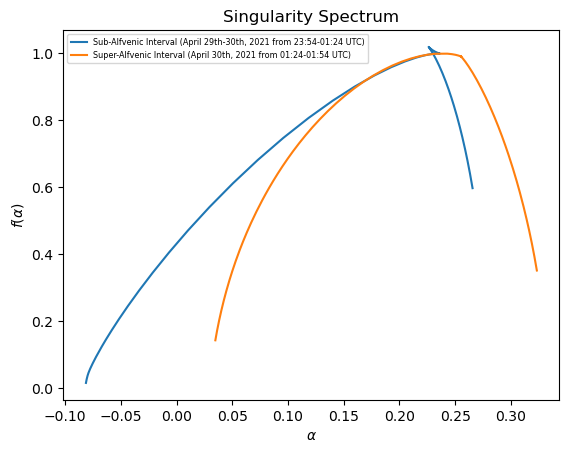 Singularity Spectrum
Sub-Alfvenic Interval (April 29th-30th, 2021 from 23:54-01:24 UTC)
Super-Alfvenic Interval (April 30th, 2021 from 01:24-01:54 UTC)
1.0
0.8
0.6
0.4
0.2
0.0
f(α)
−0.10 −0.05 0.00 0.05 0.10 0.15 0.20 0.25 0.30
α